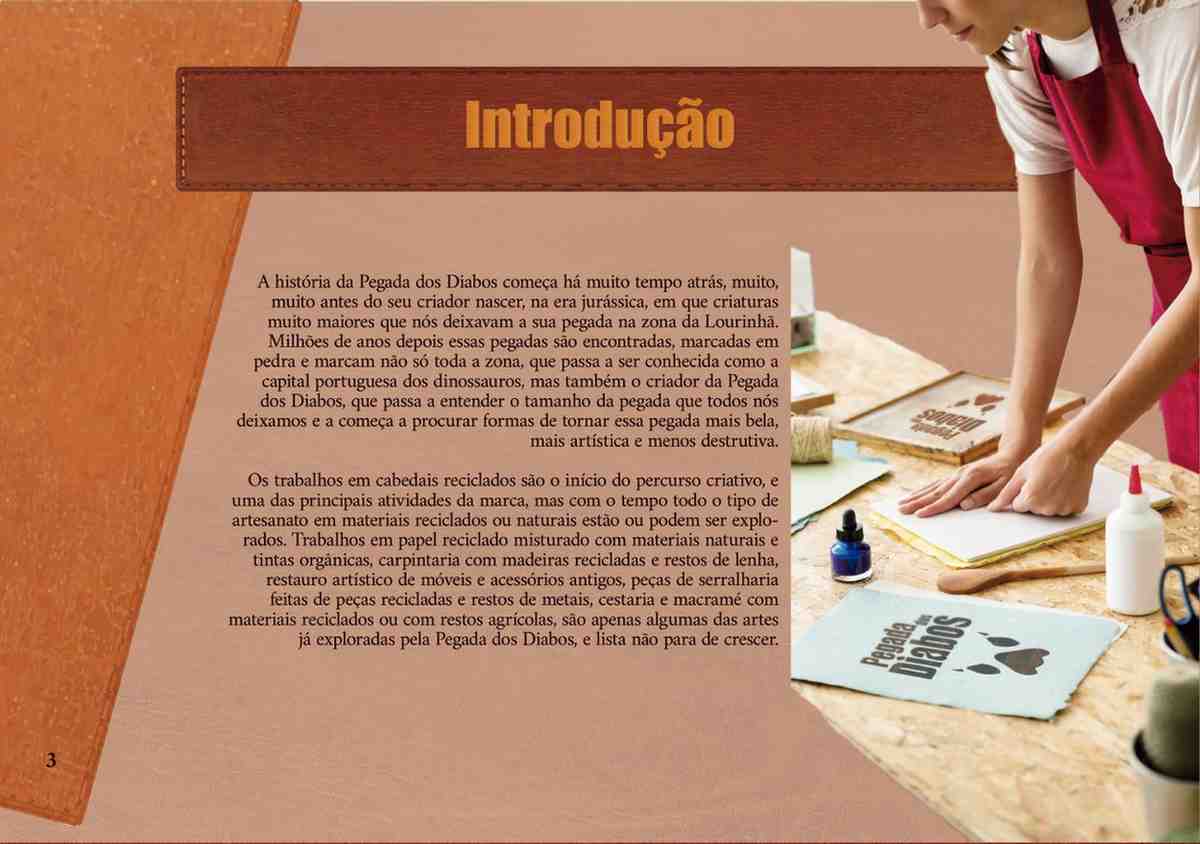 Introdução
A história da Pegada dos Diabos começa há muito tempo atrás, muito,
muito antes do seu criador nascer, na era jurássica, em que criaturas
muito maiores que nós deixavam a sua pegada na zona da Lourinhã.
Milhões de anos depois essas pegadas são encontradas, marcadas em
pedra e marcam não só toda a zona, que passa a ser conhecida como a
capital portuguesa dos dinossauros, mas também o criador da Pegada
dos Diabos, que passa a entender o tamanho da pegada que todos nós
deixamos e a começa a procurar formas de tornar essa pegada mais bela,
mais artística e menos destrutiva.
Os trabalhos em cabedais reciclados são o início do percurso criativo, e
uma das principais atividades da marca, mas com o tempo todo o tipo de
artesanato em materiais reciclados ou naturais estão ou podem ser explo-
rados. Trabalhos em papel reciclado misturado com materiais naturais e
tintas orgânicas, carpintaria com madeiras recicladas e restos de lenha,
restauro artístico de móveis e acessórios antigos, peças de serralharia
feitas de peças recicladas e restos de metais, cestaria e macramé com
materiais reciclados ou com restos agrícolas, são apenas algumas das artes
já exploradas pela Pegada dos Diabos, e lista não para de crescer.
Pegada
Diabos
Pegada dos
Diabos
3